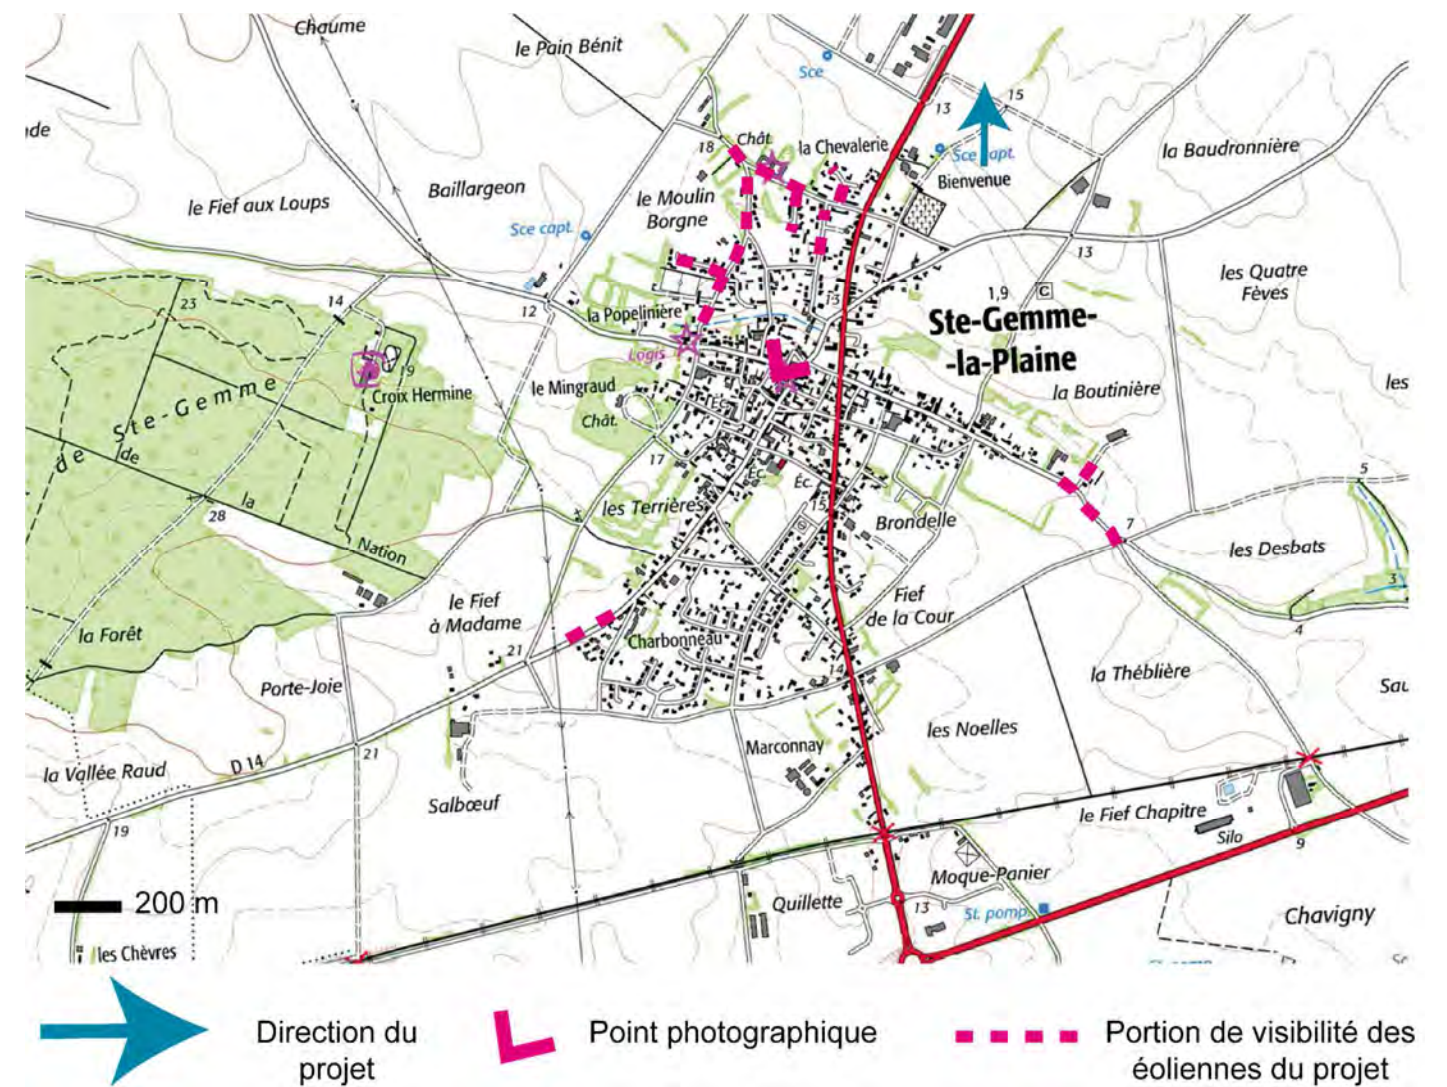 Chaume
le Pain Bénit
Sce
13
15
nde
18
Chât.
la Chevalerie
Sce capt.
la Baudronnière
Bienvenue
Baillargeon
le Fief aux Loups
le Moulin
Borgne
Sce capt.
13
les Quatre
Fèves
23
14
12
la Popelinière
13
1,9
C
Ste-Gemme-
-la-Plaine
Logis
19
Croix Hermine
le Mingraud
Chât.
Éc.
la Boutinière
les
Ste-Gemme
de
de
la
Nation
28
17
Éc.
Éc.
les Terrières
15
Brondelle
7
5
les Desbats
3
4
le Fief
à Madame
Fief
de la Cour
la Forêt
21
Charbonneau
14
la Théblière
Sau
Porte-Joie
les Noelles
Marconnay
21
D 14
la Vallée Raud
19
Salbœuf
le Fief Chapitre
Silo
9
200 m
Moque-Panier
Quillette
13
St. pomp.
Chavigny
les Chèvres
Direction du
projet
Point photographique
Portion de visibilité des
éoliennes du projet